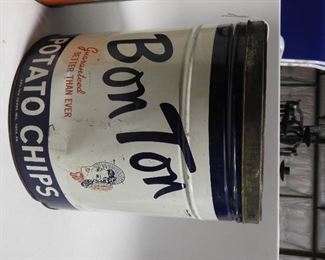 Bon Ton
Guaranteed
BETTER THAN EVER
POTATO CHIPS